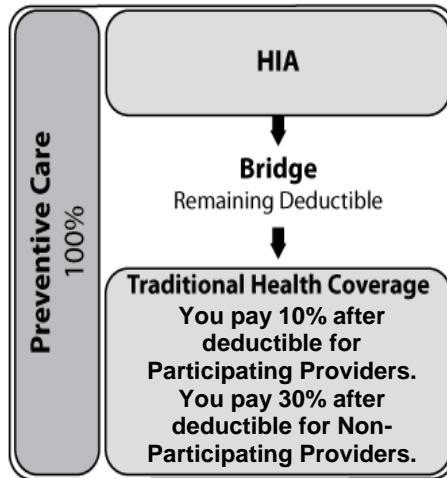 Preventive Care
100%
HIA
Bridge
Remaining Deductible
Traditional Health Coverage
You pay 10% after
deductible for
Participating Providers.
You pay 30% after
deductible for Non-
Participating Providers.